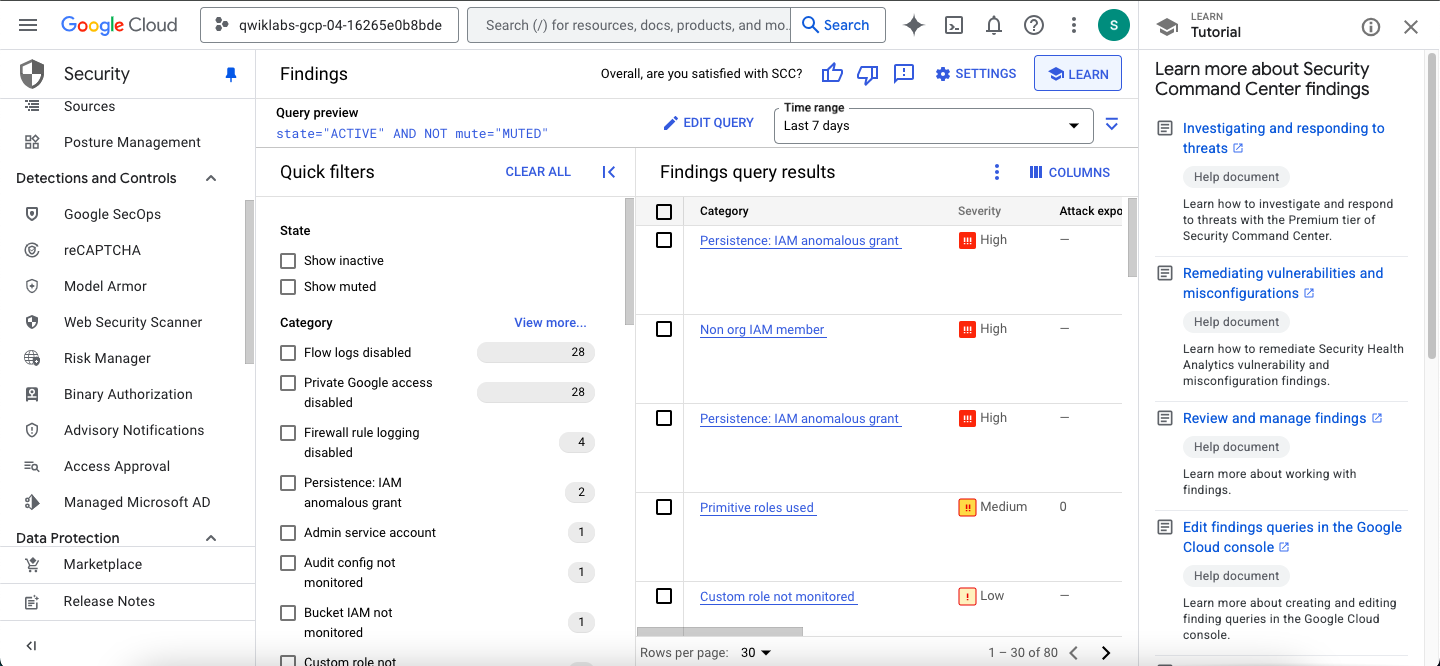 Google Cloud
qwiklabs-gcp-04-16265e0b8bde
Search (/) for resources, docs, products, and mo...
Search
S
LEARN
Tutorial
Security
Sources
Posture Management
Detections and Controls
Google SecOps
reCAPTCHA
Model Armor
Web Security Scanner
Risk Manager
Binary Authorization
Advisory Notifications
Access Approval
Managed Microsoft AD
Data Protection
Marketplace
Release Notes
Findings
Overall, are you satisfied with SCC?
SETTINGS
LEARN
Query preview
state="ACTIVE" AND NOT mute="MUTED"
EDIT QUERY
Time range
Last 7 days
Quick filters
CLEAR ALL
State
Show inactive
Show muted
Category
View more...
Flow logs disabled
28
Private Google access
disabled
28
Firewall rule logging
disabled
4
Persistence: IAM
anomalous grant
2
Admin service account
1
Audit config not
monitored
1
Bucket IAM not
monitored
1
Custom role not
Findings query results
COLUMNS
Category Severity Attack expo
Persistence: IAM anomalous grant High –
Non org IAM member High –
Persistence: IAM anomalous grant High –
Primitive roles used Medium 0
Custom role not monitored Low –
Rows per page: 30
1 – 30 of 80
Learn more about Security
Command Center findings
Investigating and responding to
threats
Help document
Learn how to investigate and respond
to threats with the Premium tier of
Security Command Center.
Remediating vulnerabilities and
misconfigurations
Help document
Learn how to remediate Security Health
Analytics vulnerability and
misconfiguration findings.
Review and manage findings
Help document
Learn more about working with
findings.
Edit findings queries in the Google
Cloud console
Help document
Learn more about creating and editing
finding queries in the Google Cloud
console.